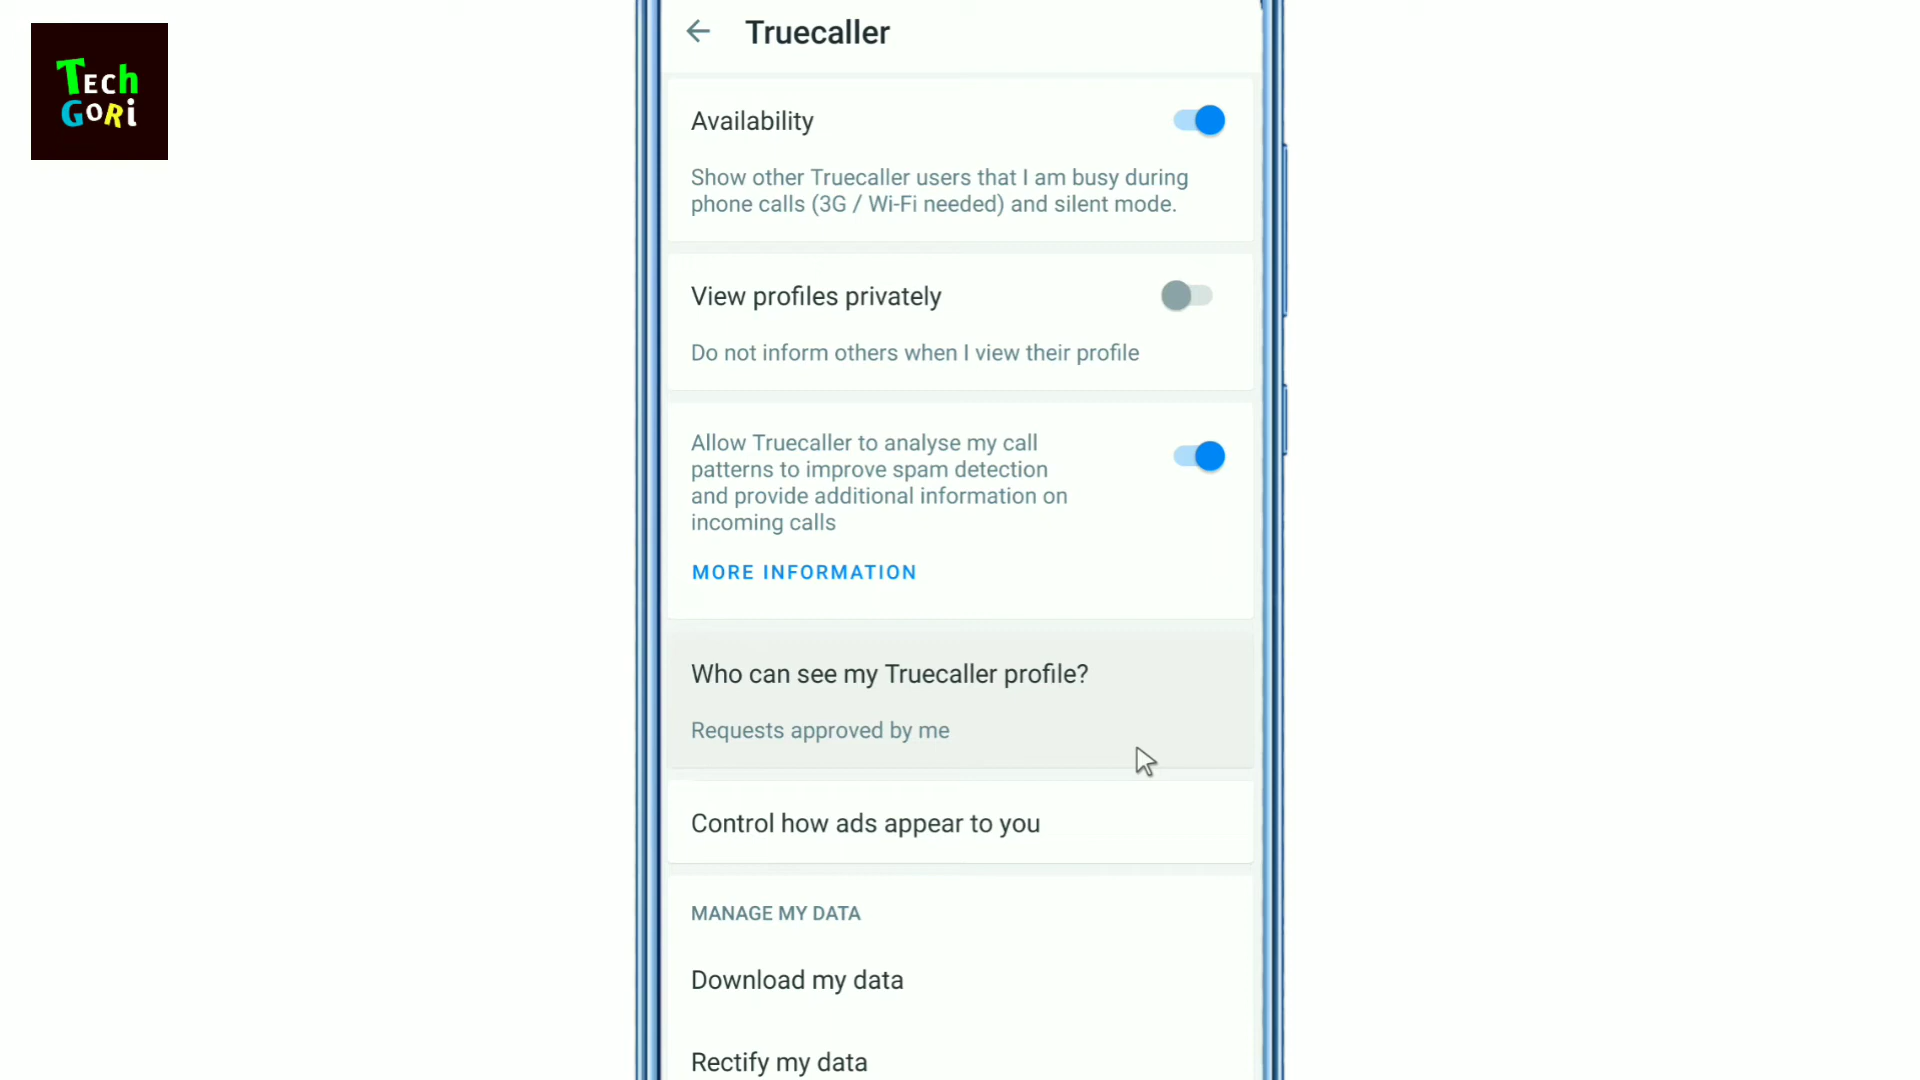 Tech
Gori
Truecaller
Availability
Show other Truecaller users that I am busy during
phone calls (3G / Wi-Fi needed) and silent mode.
View profiles privately
Do not inform others when I view their profile
Allow Truecaller to analyse my call
patterns to improve spam detection
and provide additional information on
incoming calls
MORE INFORMATION
Who can see my Truecaller profile?
Requests approved by me
Control how ads appear to you
MANAGE MY DATA
Download my data
Rectify my data